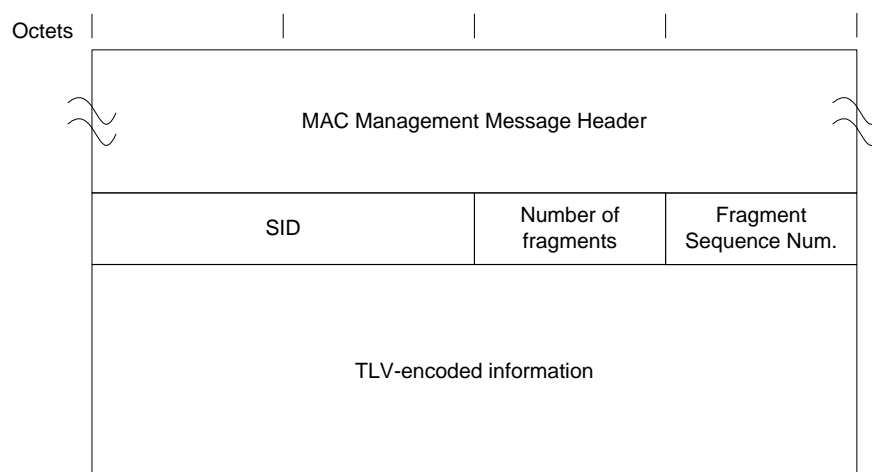 Octets
MAC Management Message Header
SID
Number of
fragments
Fragment
Sequence Num.
TLV-encoded information